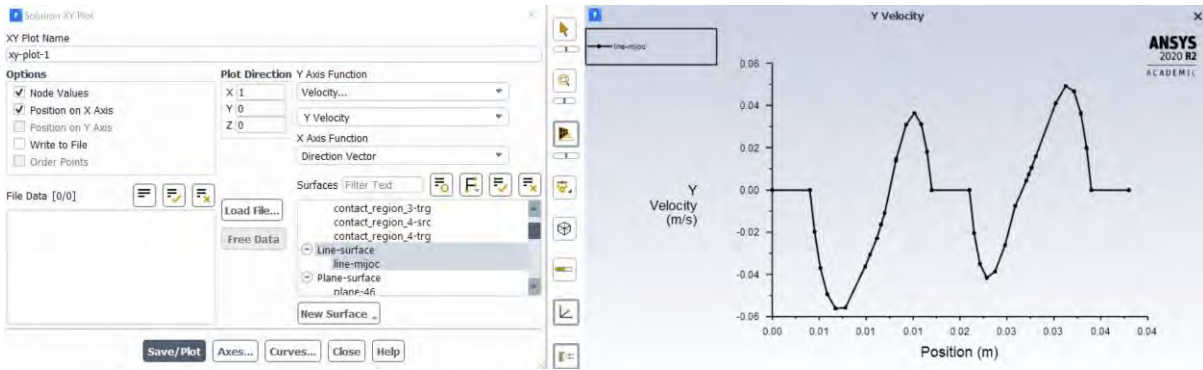 Solution XY Plot
XY Plot Name
xy-plot-1
Options
Node Values
Position on X Axis
Position on Y Axis
Write to File
Order Points
Plot Direction
X 1
Y 0
Z 0
Y Axis Function
Velocity...
Y Velocity
X Axis Function
Direction Vector
File Data [0/0]
Load File...
Free Data
Surfaces Filter Text
contact_region_3-trg
contact_region_4-src
contact_region_4-trg
Line-surface
line-mijoc
Plane-surface
plane-46
New Surface
Save/Plot Axes... Curves... Close Help
Y Velocity
line-mijoc
ANSYS
2020 R2
ACADEMIC
0.06
0.04
0.02
0.00
-0.02
-0.04
-0.06
Y
Velocity
(m/s)
0.00 0.01 0.01 0.01 0.02 0.03 0.03 0.04 0.04
Position (m)